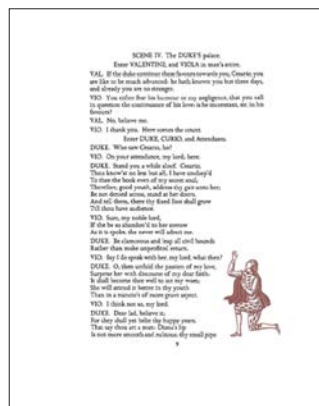 SCENE IV. The DUKE'S palace.
Enter VALENTINE, and VIOLA in man's attire.
VAL. If the duke continue these favours towards you, Cesario, you
are like to be much advanced: he hath known you but three days,
and already you are no stranger.
VIO. You either fear his humour or my negligence, that you call
in question the continuance of his love: is he inconstant, sir, in his
favours?
VAL. No, believe me.
VIO. I thank you. Here comes the count.
Enter DUKE, CURIO, and Attendants.
DUKE. Who saw Cesario, ho?
VIO. On your attendance, my lord; here.
DUKE. Stand you a while aloof. Cesario,
Thou know'st no less but all; I have unclasp'd
To thee the book even of my secret soul:
Therefore, good youth, address thy gait unto her;
Be not denied access, stand at her doors,
And tell them, there thy fixed foot shall grow
Till thou have audience.
VIO. Sure, my noble lord,
If she be so abandon'd to her sorrow
As it is spoke, she never will admit me.
DUKE. Be clamorous and leap all civil bounds
Rather than make unprofited return.
VIO. Say I do speak with her, my lord, what then?
DUKE. O, then unfold the passion of my love,
Surprise her with discourse of my dear faith:
It shall become thee well to act my woes;
She will attend it better in thy youth
Than in a nuncio's of more grave aspect.
VIO. I think not so, my lord.
DUKE. Dear lad, believe it;
For they shall yet belie thy happy years,
That say thou art a man: Diana's lip
Is not more smooth and rubious; thy small pipe
9